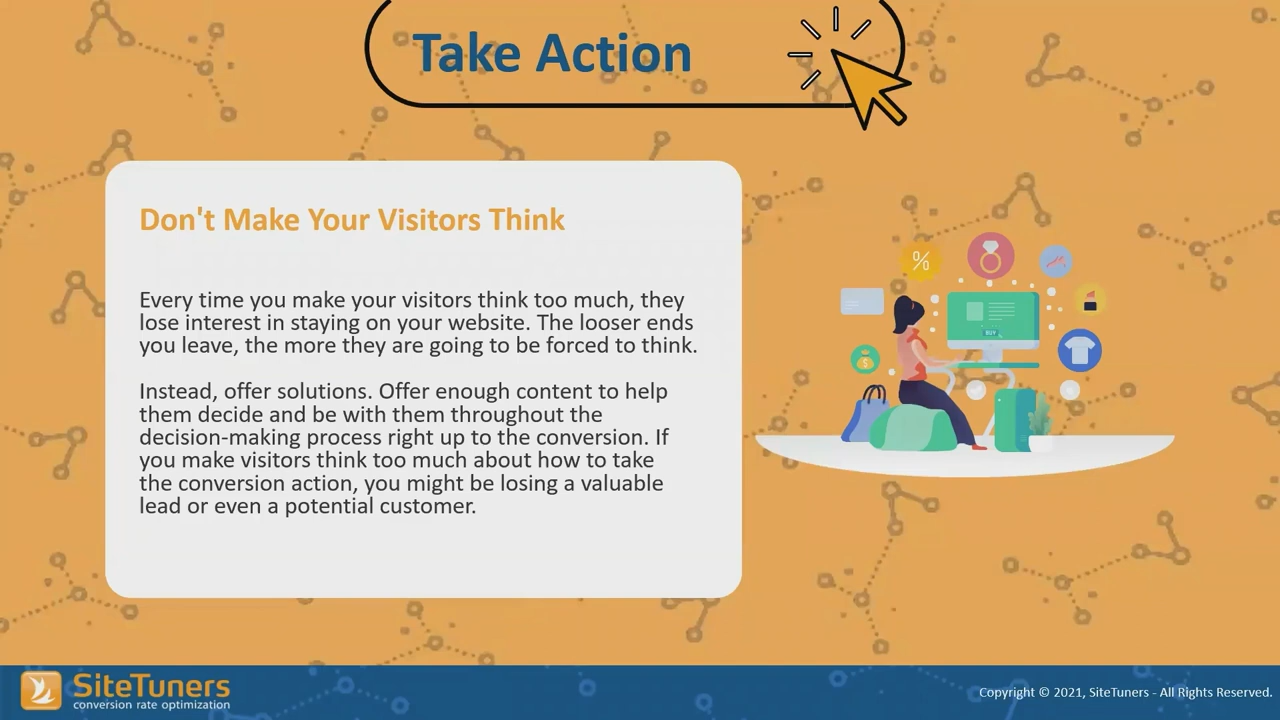 Take Action
Don't Make Your Visitors Think
Every time you make your visitors think too much, they
lose interest in staying on your website. The looser ends
you leave, the more they are going to be forced to think.
Instead, offer solutions. Offer enough content to help
them decide and be with them throughout the
decision-making process right up to the conversion. If
you make visitors think too much about how to take
the conversion action, you might be losing a valuable
lead or even a potential customer.
%
BUY
SiteTuners
conversion rate optimization
Copyright © 2021, SiteTuners - All Rights Reserved.